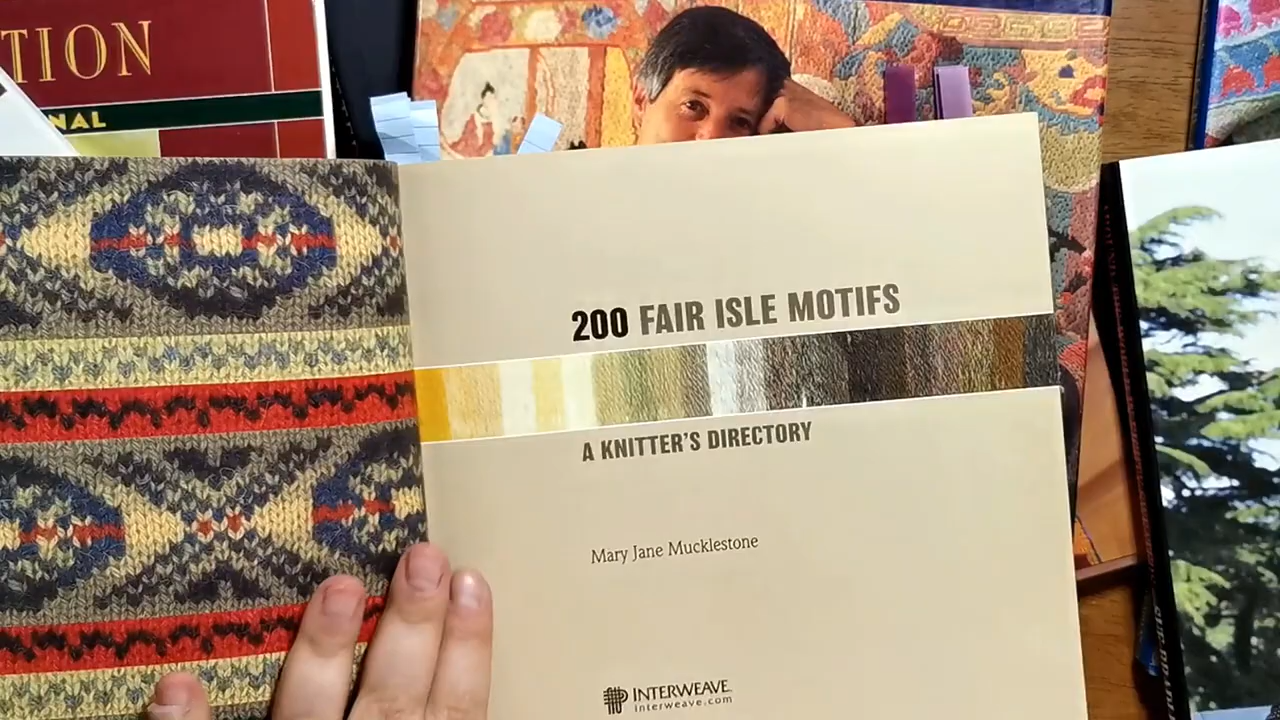 TION
NAL
200 FAIR ISLE MOTIFS
A KNITTER'S DIRECTORY
Mary Jane Mucklestone
INTERWEAVE
interweave.com